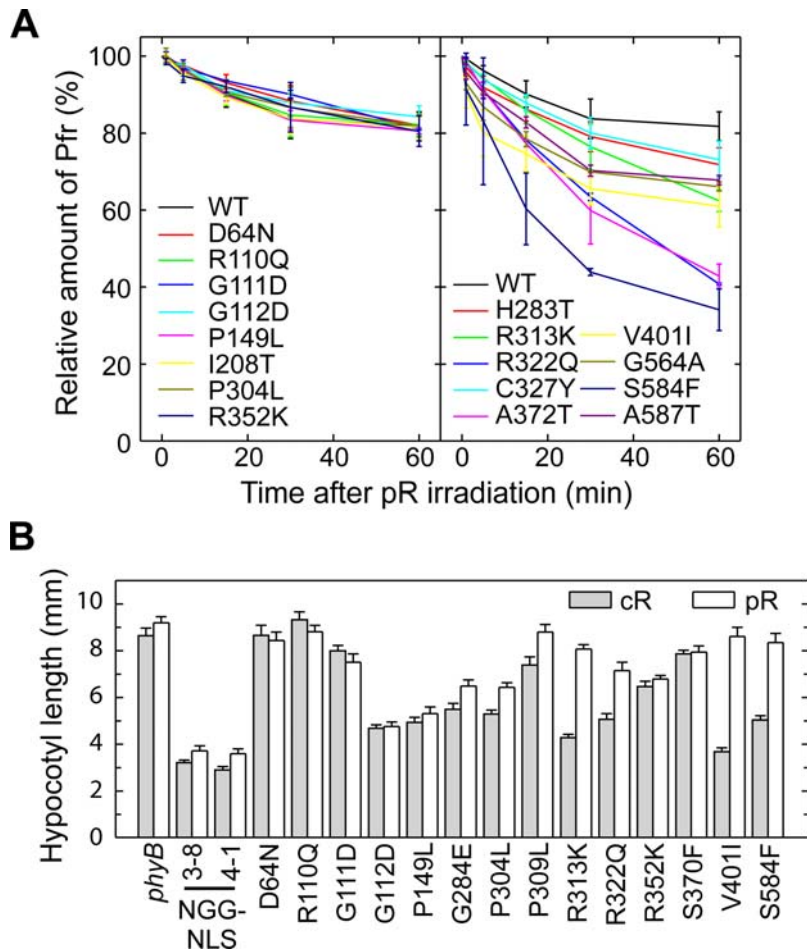 A
Relative amount of Pfr (%)
100
80
60
40
20
0
WT
D64N
R110Q
G111D
G112D
P149L
I208T
P304L
R352K
WT
H283T
R313K
R322Q
C327Y
A372T
V401I
G564A
S584F
A587T
0 20 40 60 0 20 40 60
Time after pR irradiation (min)
B
Hypocotyl length (mm)
10
8
6
4
2
0
cR pR
phyB
3-8
4-1
NGG-
NLS
D64N
R110Q
G111D
G112D
P149L
G284E
P304L
P309L
R313K
R322Q
R352K
S370F
V401I
S584F